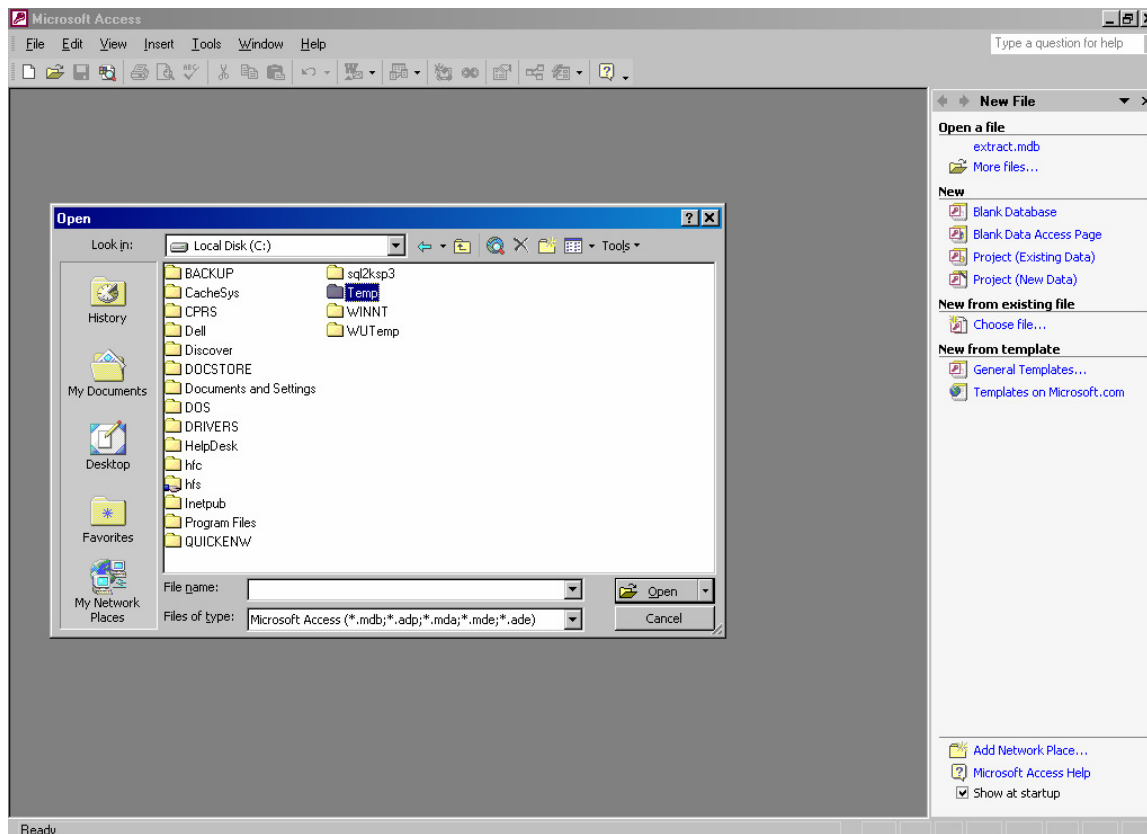 Microsoft Access
File Edit View Insert Tools Window Help
Type a question for help
New File
Open a file
extract.mdb
More files...
New
Blank Database
Blank Data Access Page
Project (Existing Data)
Project (New Data)
New from existing file
Choose file...
New from template
General Templates...
Templates on Microsoft.com
Open
Look in: Local Disk (C:) Tools
History
My Documents
Desktop
Favorites
My Network
Places
BACKUP
CacheSys
CPRS
Dell
Discover
DOCSTORE
Documents and Settings
DOS
DRIVERS
HelpDesk
hfc
hfs
Inetpub
Program Files
QUICKENW
sql2ksp3
Temp
WINNT
WUTemp
File name: Open
Files of type: Microsoft Access (*.mdb;*.adp;*.mda;*.mde;*.ade) Cancel
Add Network Place...
Microsoft Access Help
Show at startup
Ready